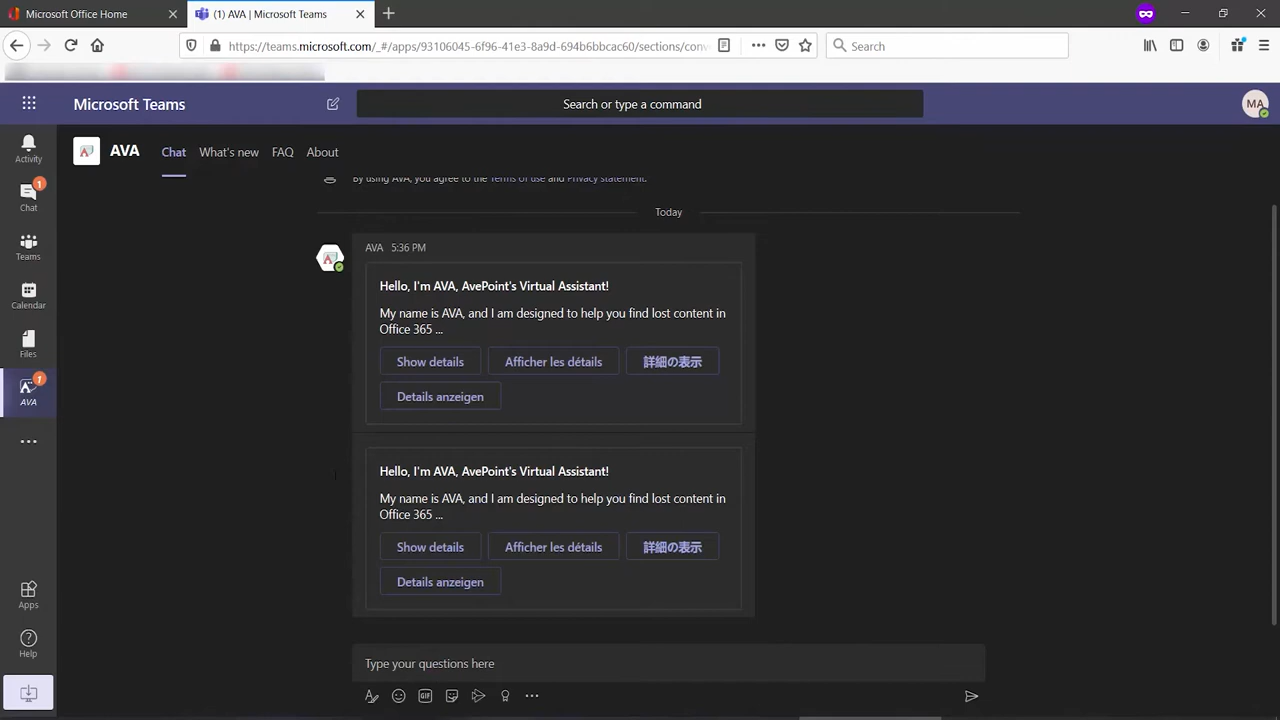 Microsoft Office Home
(1) AVA | Microsoft Teams
https://teams.microsoft.com/_#/apps/93106045-6f96-41e3-8a9d-694b6bbcac60/sections/conv
Search
Microsoft Teams
Search or type a command
MA
Activity
Chat
1
Teams
Calendar
Files
AVA
1
Apps
Help
AVA
Chat
What's new
FAQ
About
By using AVA, you agree to the Terms of use and Privacy statement.
Today
AVA 5:36 PM
Hello, I'm AVA, AvePoint's Virtual Assistant!
My name is AVA, and I am designed to help you find lost content in
Office 365 ...
Show details
Afficher les détails
詳細の表示
Details anzeigen
Hello, I'm AVA, AvePoint's Virtual Assistant!
My name is AVA, and I am designed to help you find lost content in
Office 365 ...
Show details
Afficher les détails
詳細の表示
Details anzeigen
Type your questions here
GIF